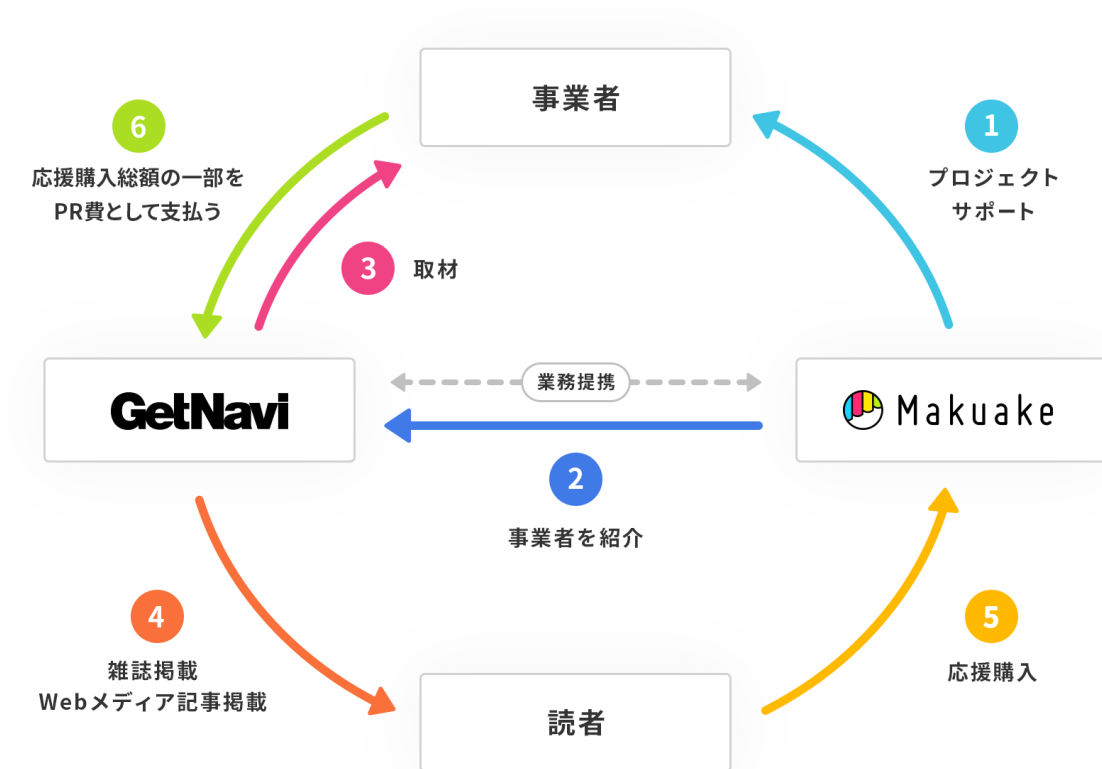 事業者
6
応援購入総額の一部を
PR費として支払う
1
プロジェクト
サポート
3
取材
業務提携
GetNavi
Makuake
2
事業者を紹介
4
雑誌掲載
Webメディア記事掲載
5
応援購入
読者